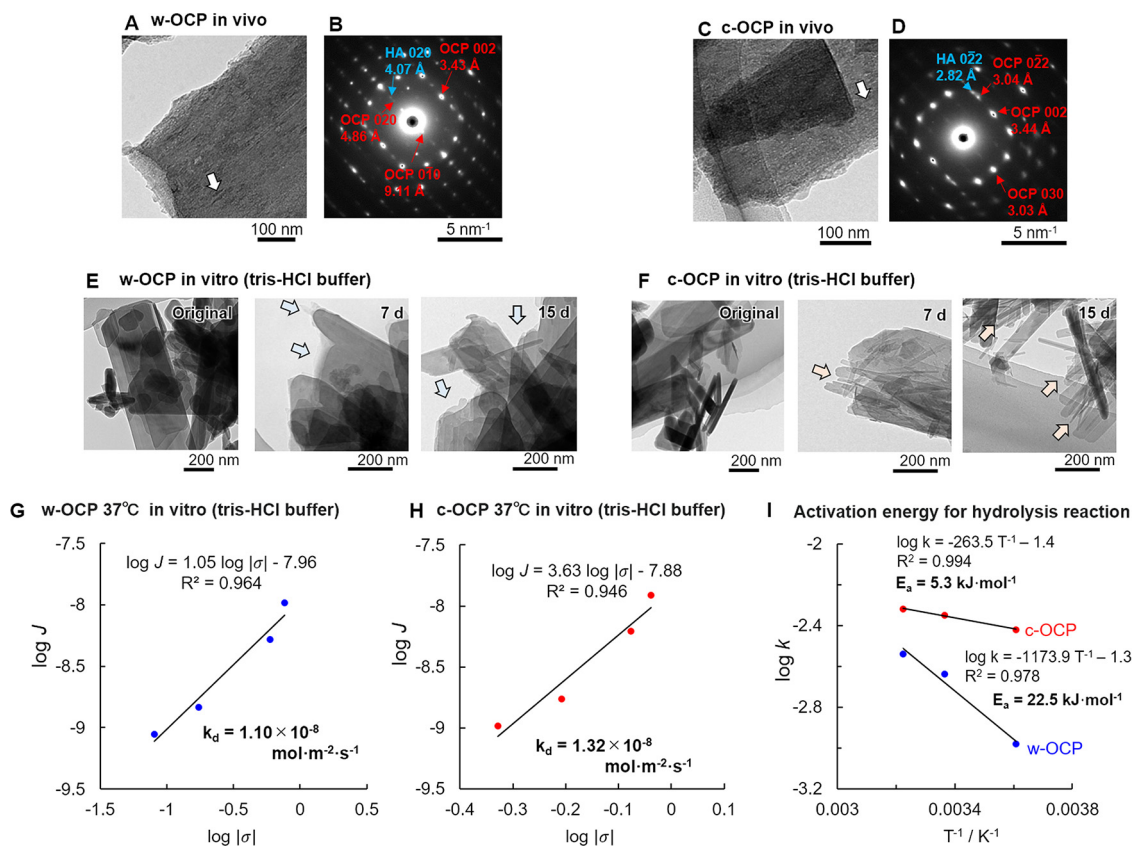 A w-OCP in vivo
B
HA 020
4.07 Å
OCP 002
3.43 Å
OCP 020
4.86 Å
OCP 010
9.11 Å
100 nm
5 nm-1
C c-OCP in vivo
D
HA 02̅2
2.82 Å
OCP 02̅2
3.04 Å
OCP 002
3.44 Å
OCP 030
3.03 Å
100 nm
5 nm-1
E w-OCP in vitro (tris-HCl buffer)
Original
7 d
15 d
200 nm
200 nm
200 nm
F c-OCP in vitro (tris-HCl buffer)
Original
7 d
15 d
200 nm
200 nm
200 nm
G w-OCP 37℃ in vitro (tris-HCl buffer)
-7.5
log J = 1.05 log |σ| - 7.96
R² = 0.964
-8
log J
-8.5
-9
kd = 1.10×10-8
mol·m-2·s-1
-9.5
-1.5 -1 -0.5 0 0.5
log |σ|
H c-OCP 37℃ in vitro (tris-HCl buffer)
-7.5
log J = 3.63 log |σ| - 7.88
R² = 0.946
-8
log J
-8.5
-9
kd = 1.32×10-8
mol·m-2·s-1
-9.5
-0.4 -0.3 -0.2 -0.1 0 0.1
log |σ|
I Activation energy for hydrolysis reaction
-2
log k = -263.5 T-1 – 1.4
R2 = 0.994
Ea = 5.3 kJ·mol-1
-2.4
c-OCP
log k
log k = -1173.9 T-1 – 1.3
R2 = 0.978
Ea = 22.5 kJ·mol-1
-2.8
w-OCP
-3.2
0.003 0.0034 0.0038
T-1 / K-1